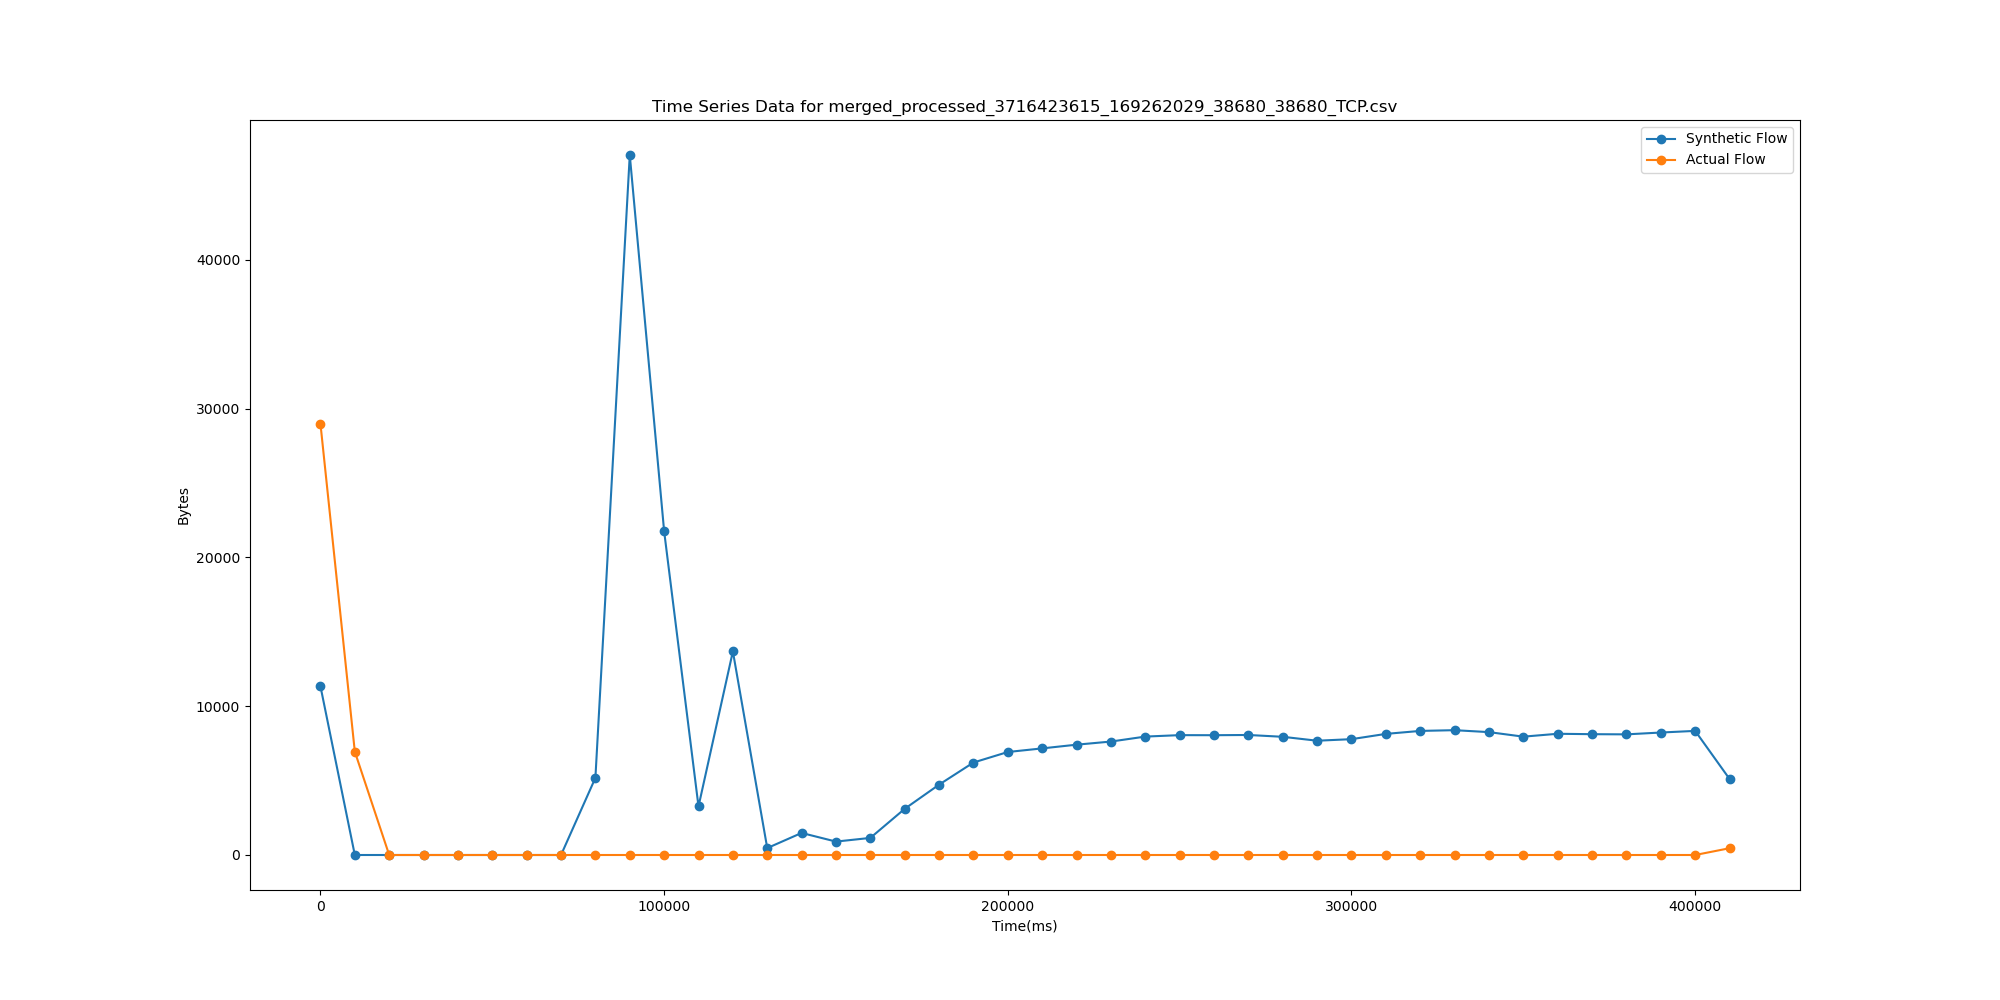 Time Series Data for merged_processed_3716423615_169262029_38680_38680_TCP.csv
Synthetic Flow
Actual Flow
Bytes
40000
30000
20000
10000
0
0 100000 200000 300000 400000
Time(ms)